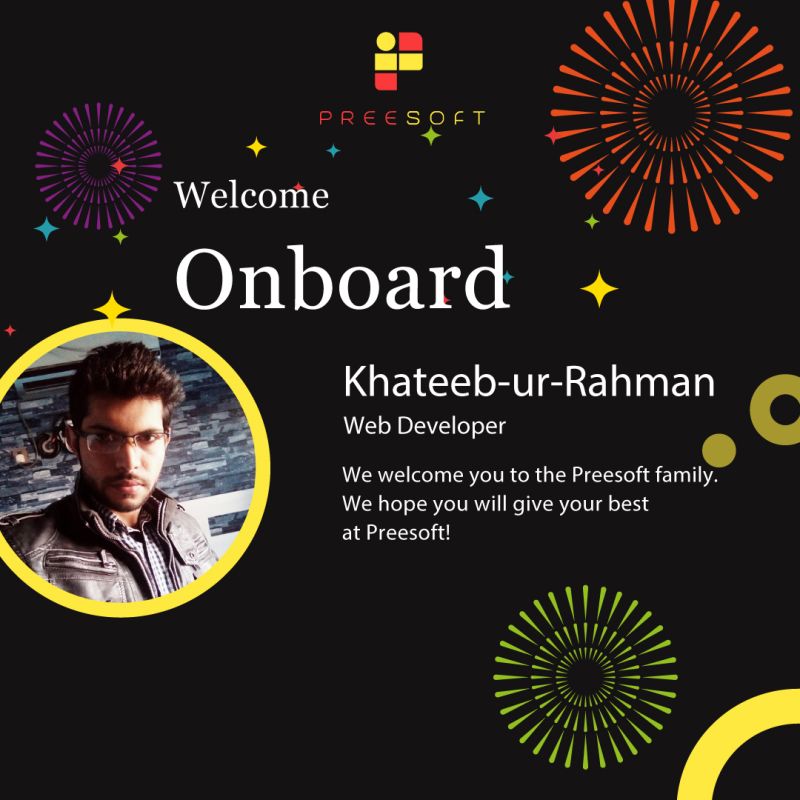 PREESOFT
Welcome
Onboard
Khateeb-ur-Rahman
Web Developer
We welcome you to the Preesoft family.
We hope you will give your best
at Preesoft!